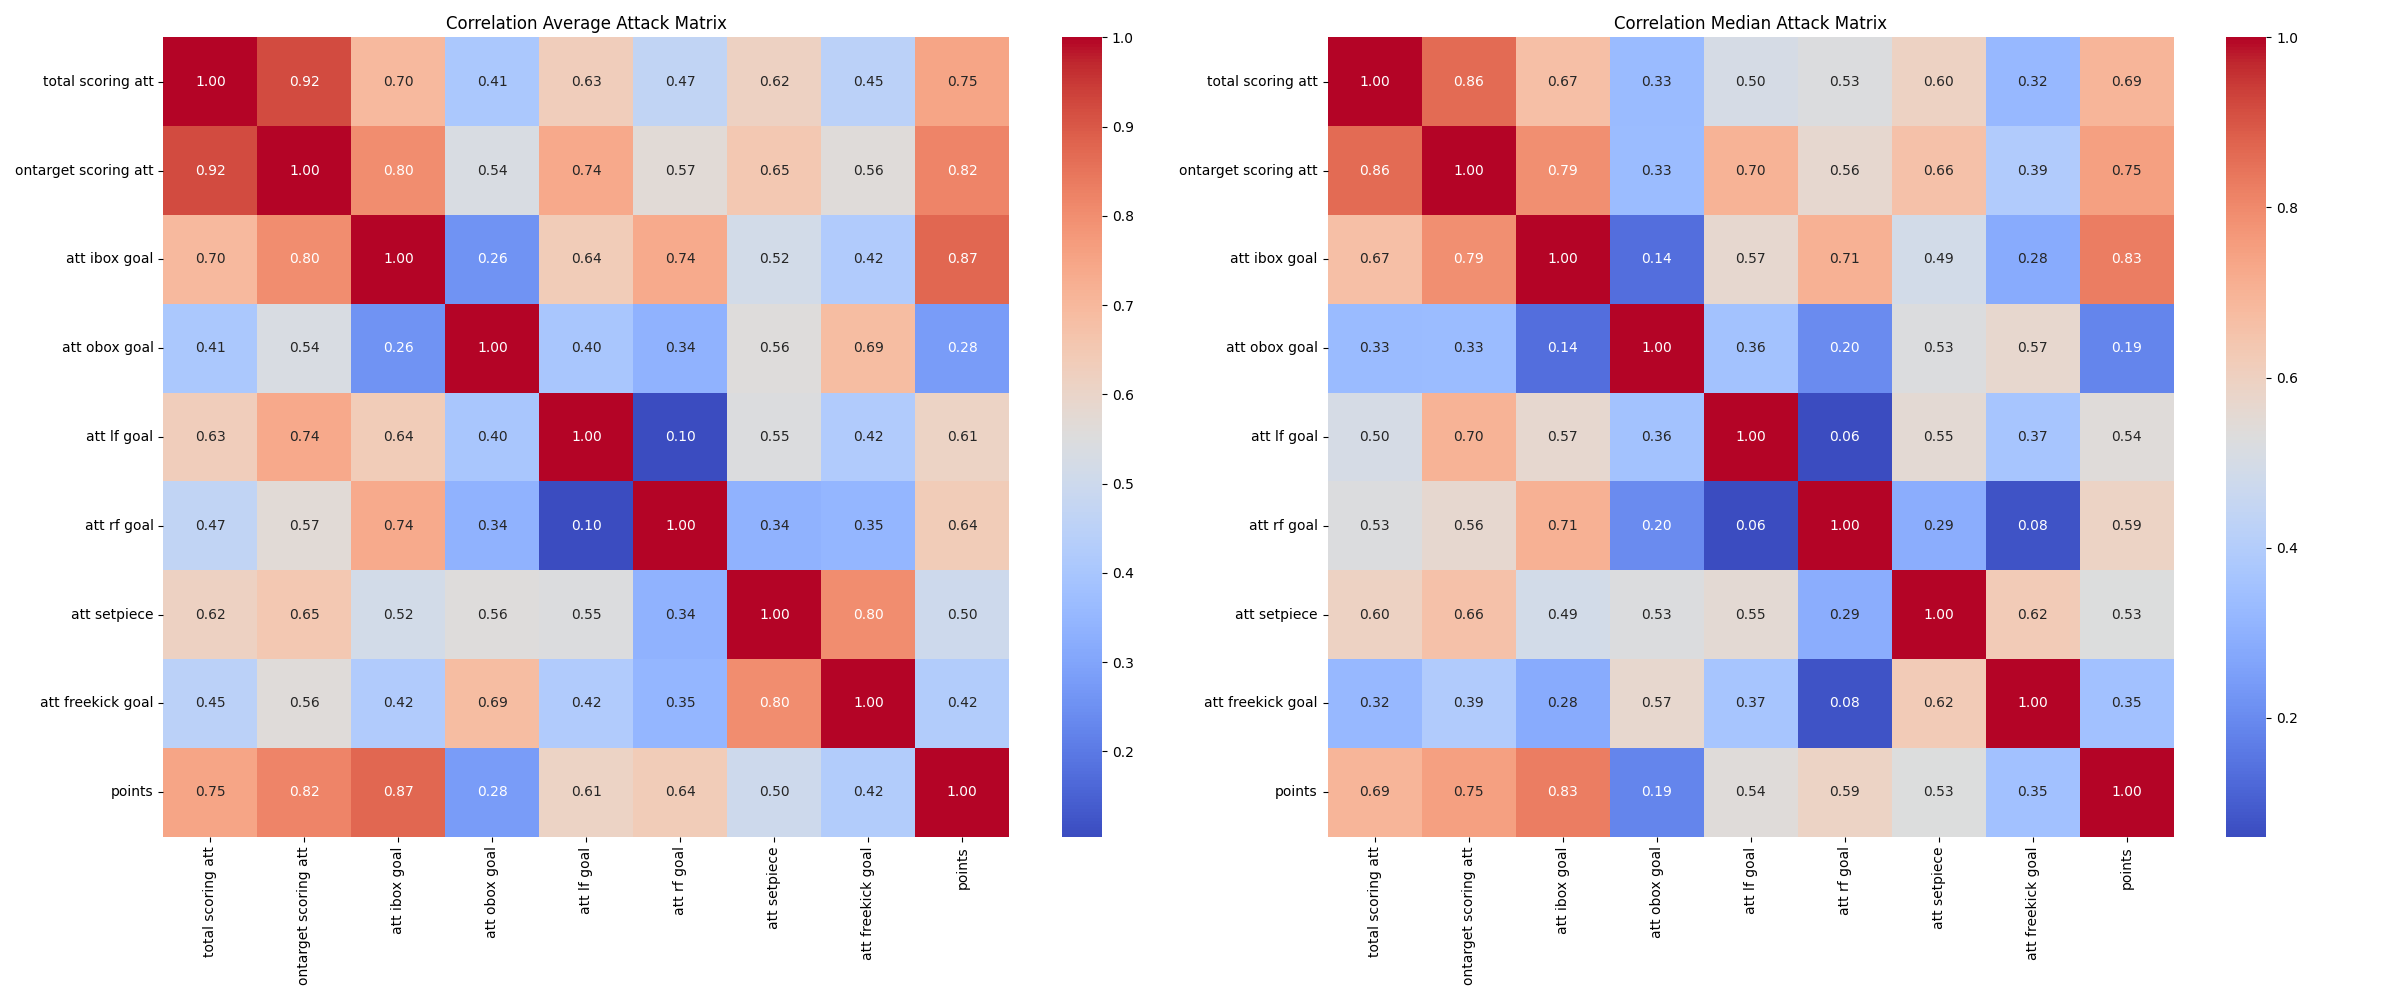 Correlation Average Attack Matrix
total scoring att 1.00 0.92 0.70 0.41 0.63 0.47 0.62 0.45 0.75
ontarget scoring att 0.92 1.00 0.80 0.54 0.74 0.57 0.65 0.56 0.82
att ibox goal 0.70 0.80 1.00 0.26 0.64 0.74 0.52 0.42 0.87
att obox goal 0.41 0.54 0.26 1.00 0.40 0.34 0.56 0.69 0.28
att lf goal 0.63 0.74 0.64 0.40 1.00 0.10 0.55 0.42 0.61
att rf goal 0.47 0.57 0.74 0.34 0.10 1.00 0.34 0.35 0.64
att setpiece 0.62 0.65 0.52 0.56 0.55 0.34 1.00 0.80 0.50
att freekick goal 0.45 0.56 0.42 0.69 0.42 0.35 0.80 1.00 0.42
points 0.75 0.82 0.87 0.28 0.61 0.64 0.50 0.42 1.00
total scoring att
ontarget scoring att
att ibox goal
att obox goal
att lf goal
att rf goal
att setpiece
att freekick goal
points
1.0
0.9
0.8
0.7
0.6
0.5
0.4
0.3
0.2
Correlation Median Attack Matrix
total scoring att 1.00 0.86 0.67 0.33 0.50 0.53 0.60 0.32 0.69
ontarget scoring att 0.86 1.00 0.79 0.33 0.70 0.56 0.66 0.39 0.75
att ibox goal 0.67 0.79 1.00 0.14 0.57 0.71 0.49 0.28 0.83
att obox goal 0.33 0.33 0.14 1.00 0.36 0.20 0.53 0.57 0.19
att lf goal 0.50 0.70 0.57 0.36 1.00 0.06 0.55 0.37 0.54
att rf goal 0.53 0.56 0.71 0.20 0.06 1.00 0.29 0.08 0.59
att setpiece 0.60 0.66 0.49 0.53 0.55 0.29 1.00 0.62 0.53
att freekick goal 0.32 0.39 0.28 0.57 0.37 0.08 0.62 1.00 0.35
points 0.69 0.75 0.83 0.19 0.54 0.59 0.53 0.35 1.00
total scoring att
ontarget scoring att
att ibox goal
att obox goal
att lf goal
att rf goal
att setpiece
att freekick goal
points
1.0
0.8
0.6
0.4
0.2